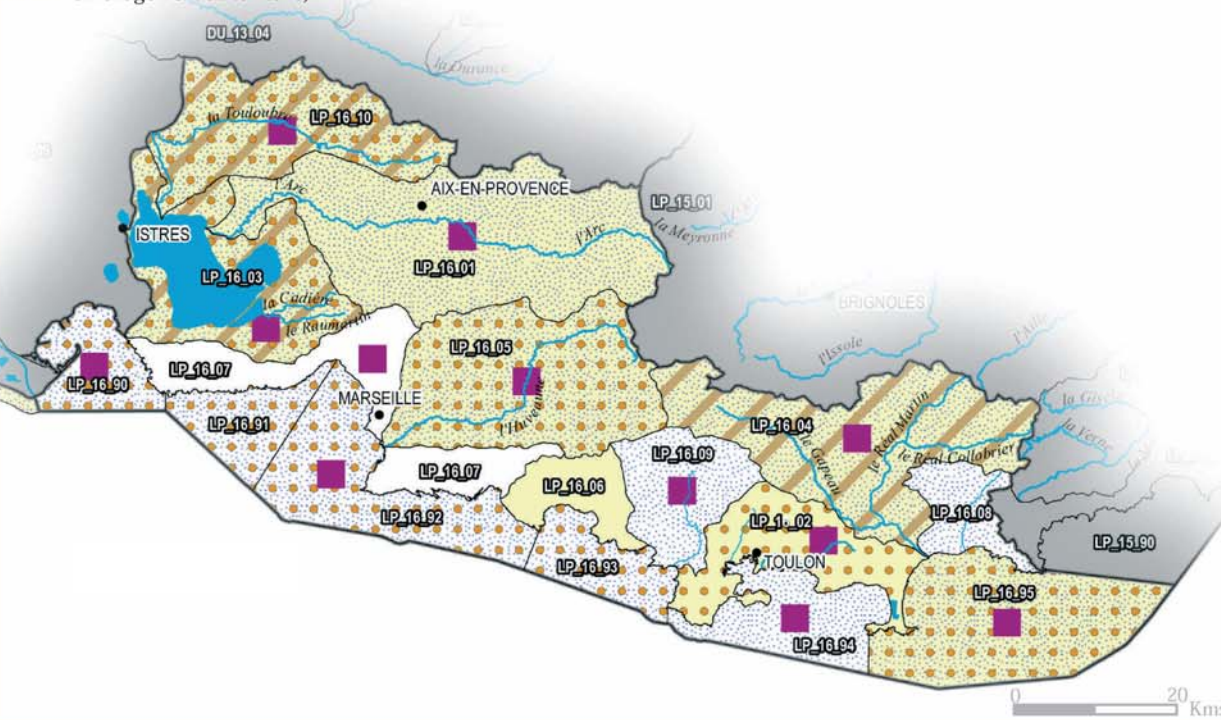 DU_13_04
la Durance
la Touloubre
LP_16_10
l'Arc
AIX-EN-PROVENCE
LP_15_01
la Meyronne
ISTRES
l'Arc
LP_16_01
LP_16_03
BRIGNOLES
la Cadière
le Raumartin
l'Aille
LP_16_05
l'Issole
LP_16_07
LP_16_90
MARSEILLE
l'Huveaune
la Verne
LP_16_91
LP_16_04
le Gapeau
le Réal Martin
le Réal Collobrier
LP_16_09
LP_16_07
LP_16_06
LP_16_92
LP_16_02
LP_16_08
LP_15_90
TOULON
LP_16_93
LP_16_95
LP_16_94
0 20
Kms